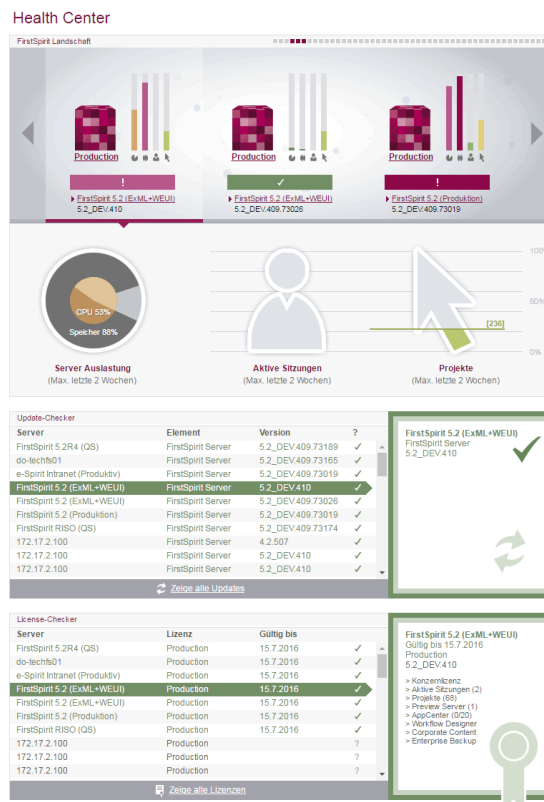 Health Center
FirstSpirit Landschaft
Production Production Production
! ✓ !
FirstSpirit 5.2 (ExML+WEUI) FirstSpirit 5.2 (ExML+WEUI) FirstSpirit 5.2 (Produktion)
5.2_DEV.410 5.2_DEV.409.73026 5.2_DEV.409.73019
100%
50%
0%
CPU 53%
Speicher 88%
[236]
Server Auslastung Aktive Sitzungen Projekte
(Max. letzte 2 Wochen) (Max. letzte 2 Wochen) (Max. letzte 2 Wochen)
Update-Checker
Server Element Version ?
FirstSpirit 5.2R4 (QS) FirstSpirit Server 5.2_DEV.409.73189 ✓
do-techfs01 FirstSpirit Server 5.2_DEV.409.73165 ✓
e-Spirit Intranet (Produktiv) FirstSpirit Server 5.2_DEV.409.73019 ✓
FirstSpirit 5.2 (ExML+WEUI) FirstSpirit Server 5.2_DEV.410 ✓
FirstSpirit 5.2 (ExML+WEUI) FirstSpirit Server 5.2_DEV.409.73026 ✓
FirstSpirit 5.2 (Produktion) FirstSpirit Server 5.2_DEV.409.73019 ✓
FirstSpirit RISO (QS) FirstSpirit Server 5.2_DEV.409.73174 ✓
172.17.2.100 FirstSpirit Server 4.2.507 ✓
172.17.2.100 FirstSpirit Server 5.2_DEV.410 ✓
172.17.2.100 FirstSpirit Server 5.2_DEV.410 ✓
Zeige alle Updates
FirstSpirit 5.2 (ExML+WEUI)
FirstSpirit Server
5.2_DEV.410
License-Checker
Server Lizenz Gültig bis
FirstSpirit 5.2R4 (QS) Production 15.7.2016 ✓
do-techfs01 Production 15.7.2016 ✓
e-Spirit Intranet (Produktiv) Production 15.7.2016 ✓
FirstSpirit 5.2 (ExML+WEUI) Production 15.7.2016 ✓
FirstSpirit 5.2 (ExML+WEUI) Production 15.7.2016 ✓
FirstSpirit 5.2 (Produktion) Production 15.7.2016 ✓
FirstSpirit RISO (QS) Production 15.7.2016 ✓
172.17.2.100 Production ?
172.17.2.100 Production ?
172.17.2.100 Production ?
Zeige alle Lizenzen
FirstSpirit 5.2 (ExML+WEUI)
Gültig bis 15.7.2016
Production
5.2_DEV.410
> Konzernlizenz
> Aktive Sitzungen (2)
> Projekte (68)
> Preview Server (1)
> AppCenter (0/20)
> Workflow Designer
> Corporate Content
> Enterprise Backup